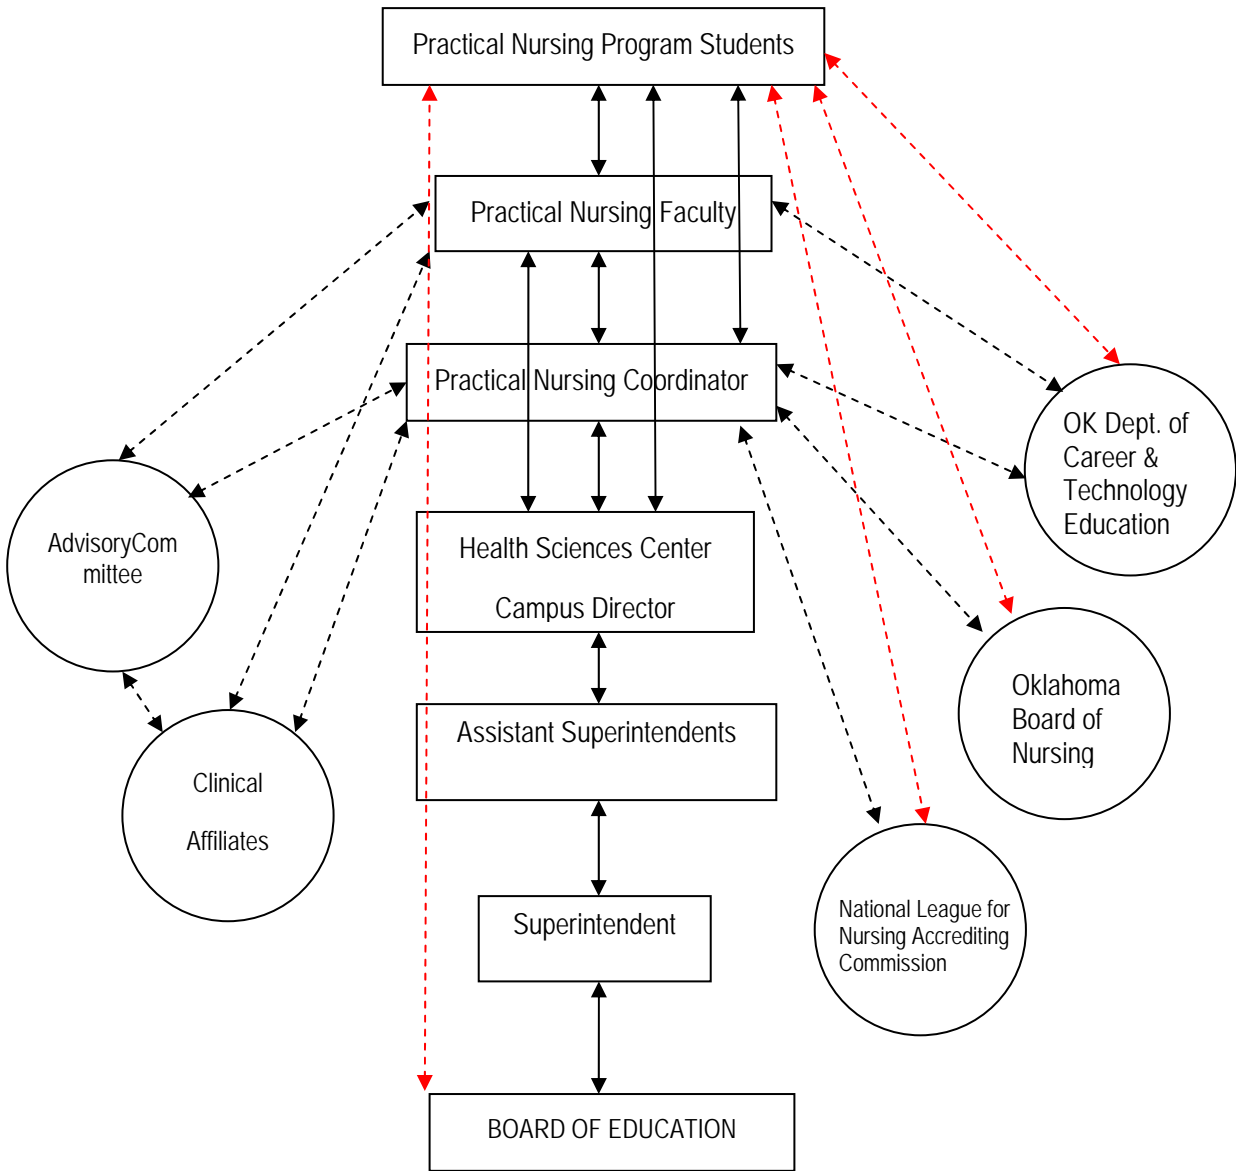 Practical Nursing Program Students
Practical Nursing Faculty
Practical Nursing Coordinator
OK Dept. of
Career &
Technology
Education
AdvisoryCom
mittee
Health Sciences Center
Campus Director
Oklahoma
Board of
Nursing
Assistant Superintendents
Clinical
Affiliates
National League for
Nursing Accrediting
Commission
Superintendent
BOARD OF EDUCATION